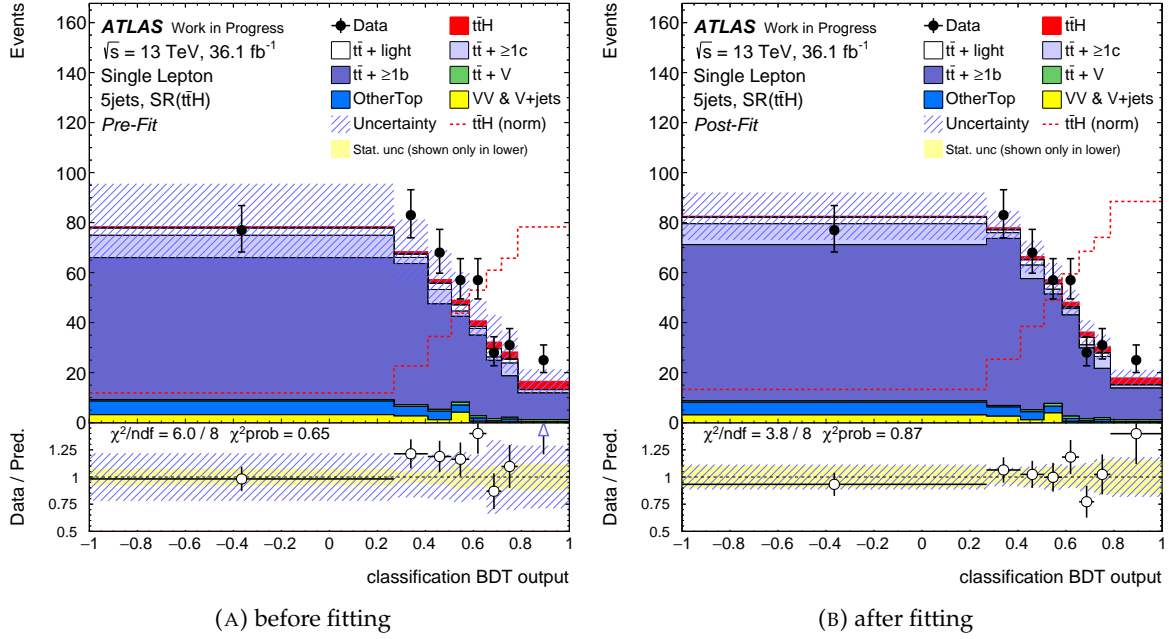 Events
160
140
120
100
80
60
40
20
0
ATLAS Work in Progress
√s = 13 TeV, 36.1 fb⁻¹
Single Lepton
5jets, SR(tt̄H)
Pre-Fit
Data
tt̄H
tt̄ + light
tt̄ + ≥1c
tt̄ + ≥1b
tt̄ + V
OtherTop
VV & V+jets
Uncertainty
tt̄H (norm)
Stat. unc (shown only in lower)
Data / Pred.
1.25
1
0.75
0.5
χ²/ndf = 6.0 / 8 χ²prob = 0.65
−1 −0.8 −0.6 −0.4 −0.2 0 0.2 0.4 0.6 0.8 1
classification BDT output
(A) before fitting
Events
160
140
120
100
80
60
40
20
0
ATLAS Work in Progress
√s = 13 TeV, 36.1 fb⁻¹
Single Lepton
5jets, SR(tt̄H)
Post-Fit
Data
tt̄H
tt̄ + light
tt̄ + ≥1c
tt̄ + ≥1b
tt̄ + V
OtherTop
VV & V+jets
Uncertainty
tt̄H (norm)
Stat. unc (shown only in lower)
Data / Pred.
1.25
1
0.75
0.5
χ²/ndf = 3.8 / 8 χ²prob = 0.87
−1 −0.8 −0.6 −0.4 −0.2 0 0.2 0.4 0.6 0.8 1
classification BDT output
(B) after fitting